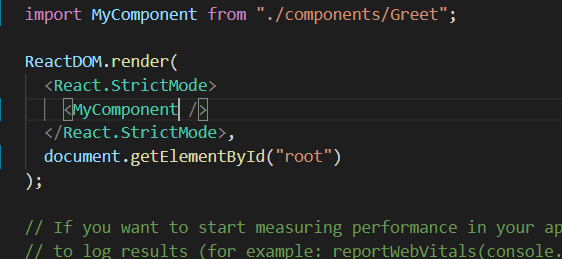 import MyComponent from "./components/Greet";
ReactDOM.render(
<React.StrictMode>
<MyComponent />
</React.StrictMode>,
document.getElementById("root")
);
// If you want to start measuring performance in your ap
// to log results (for example: reportWebVitals(console.